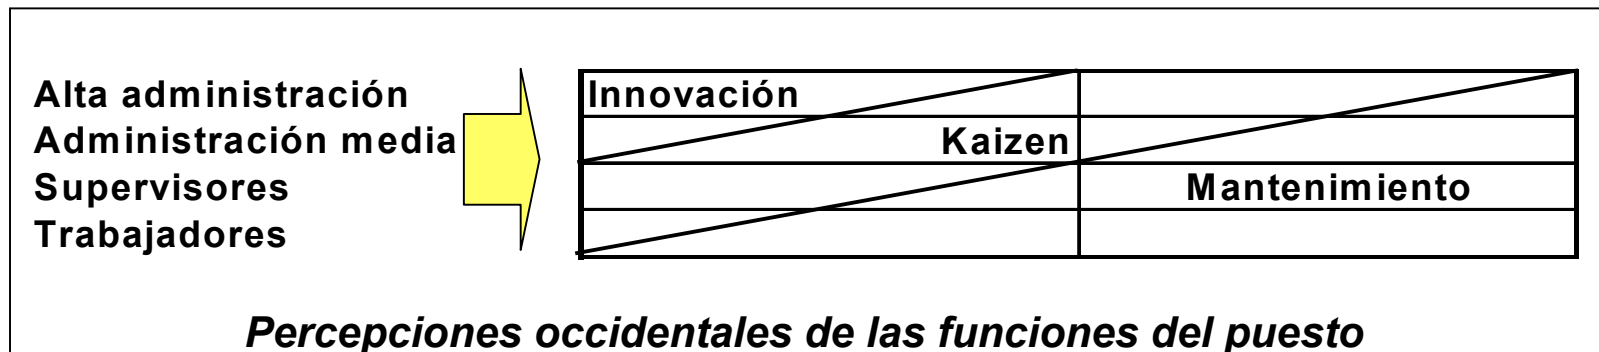 Alta administración
Administración media
Supervisores
Trabajadores
Innovación
Kaizen
Mantenimiento
Percepciones occidentales de las funciones del puesto